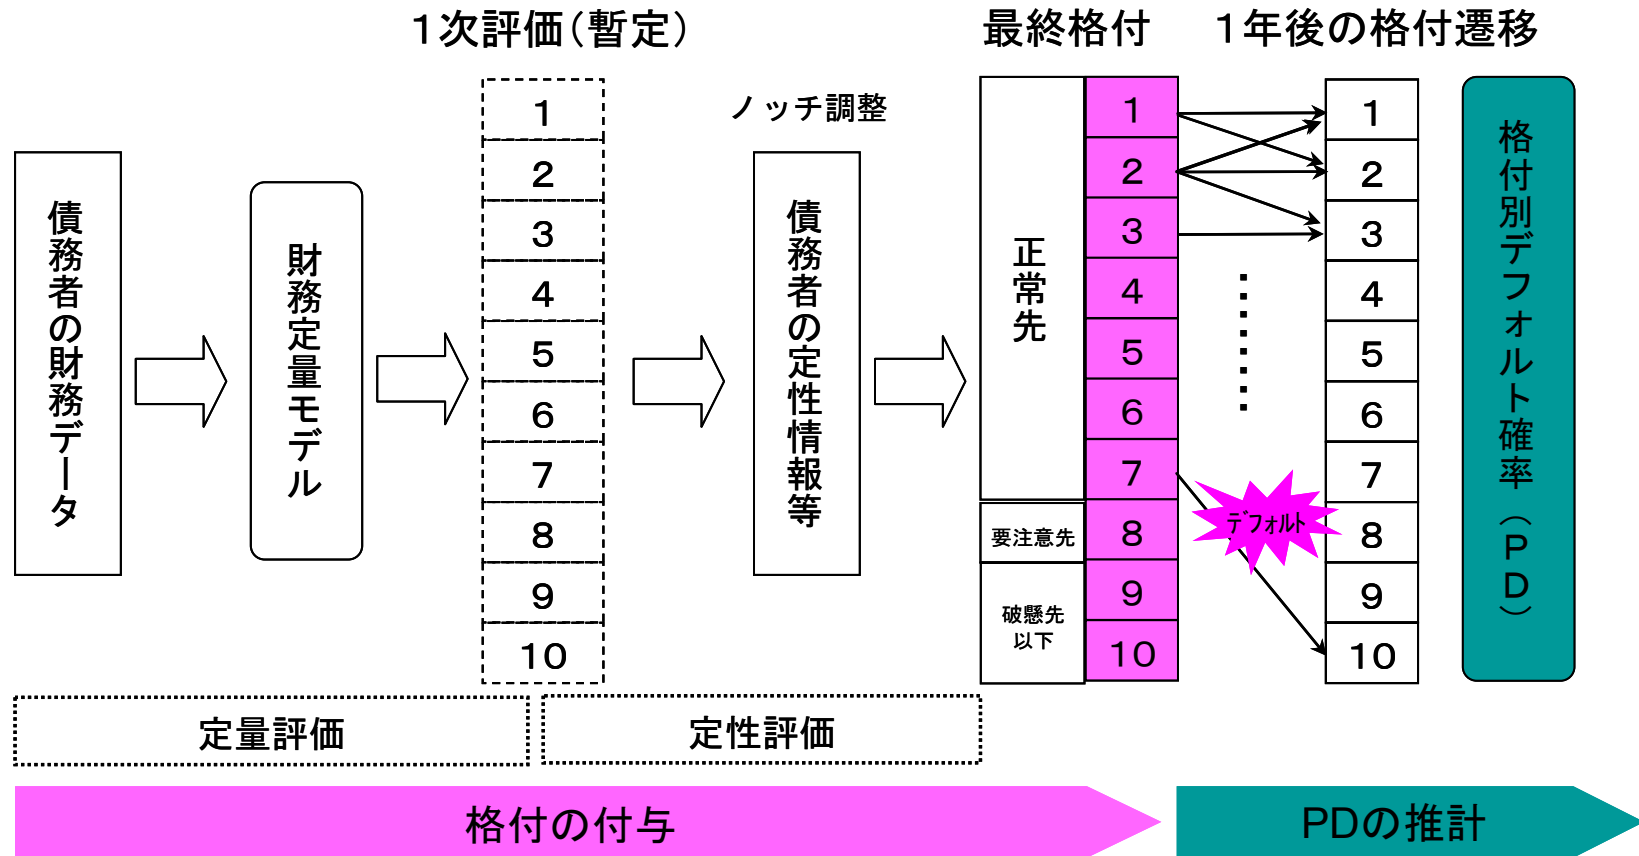 1次評価（暫定）
最終格付
1年後の格付遷移
債務者の財務データ
財務定量モデル
1
2
3
4
5
6
7
8
9
10
ノッチ調整
債務者の定性情報等
正常先
要注意先
破懸先
以下
1
2
3
4
5
6
7
8
9
10
デフォルト
1
2
3
4
5
6
7
8
9
10
格付別デフォルト確率（PD）
定量評価
定性評価
格付の付与
PDの推計